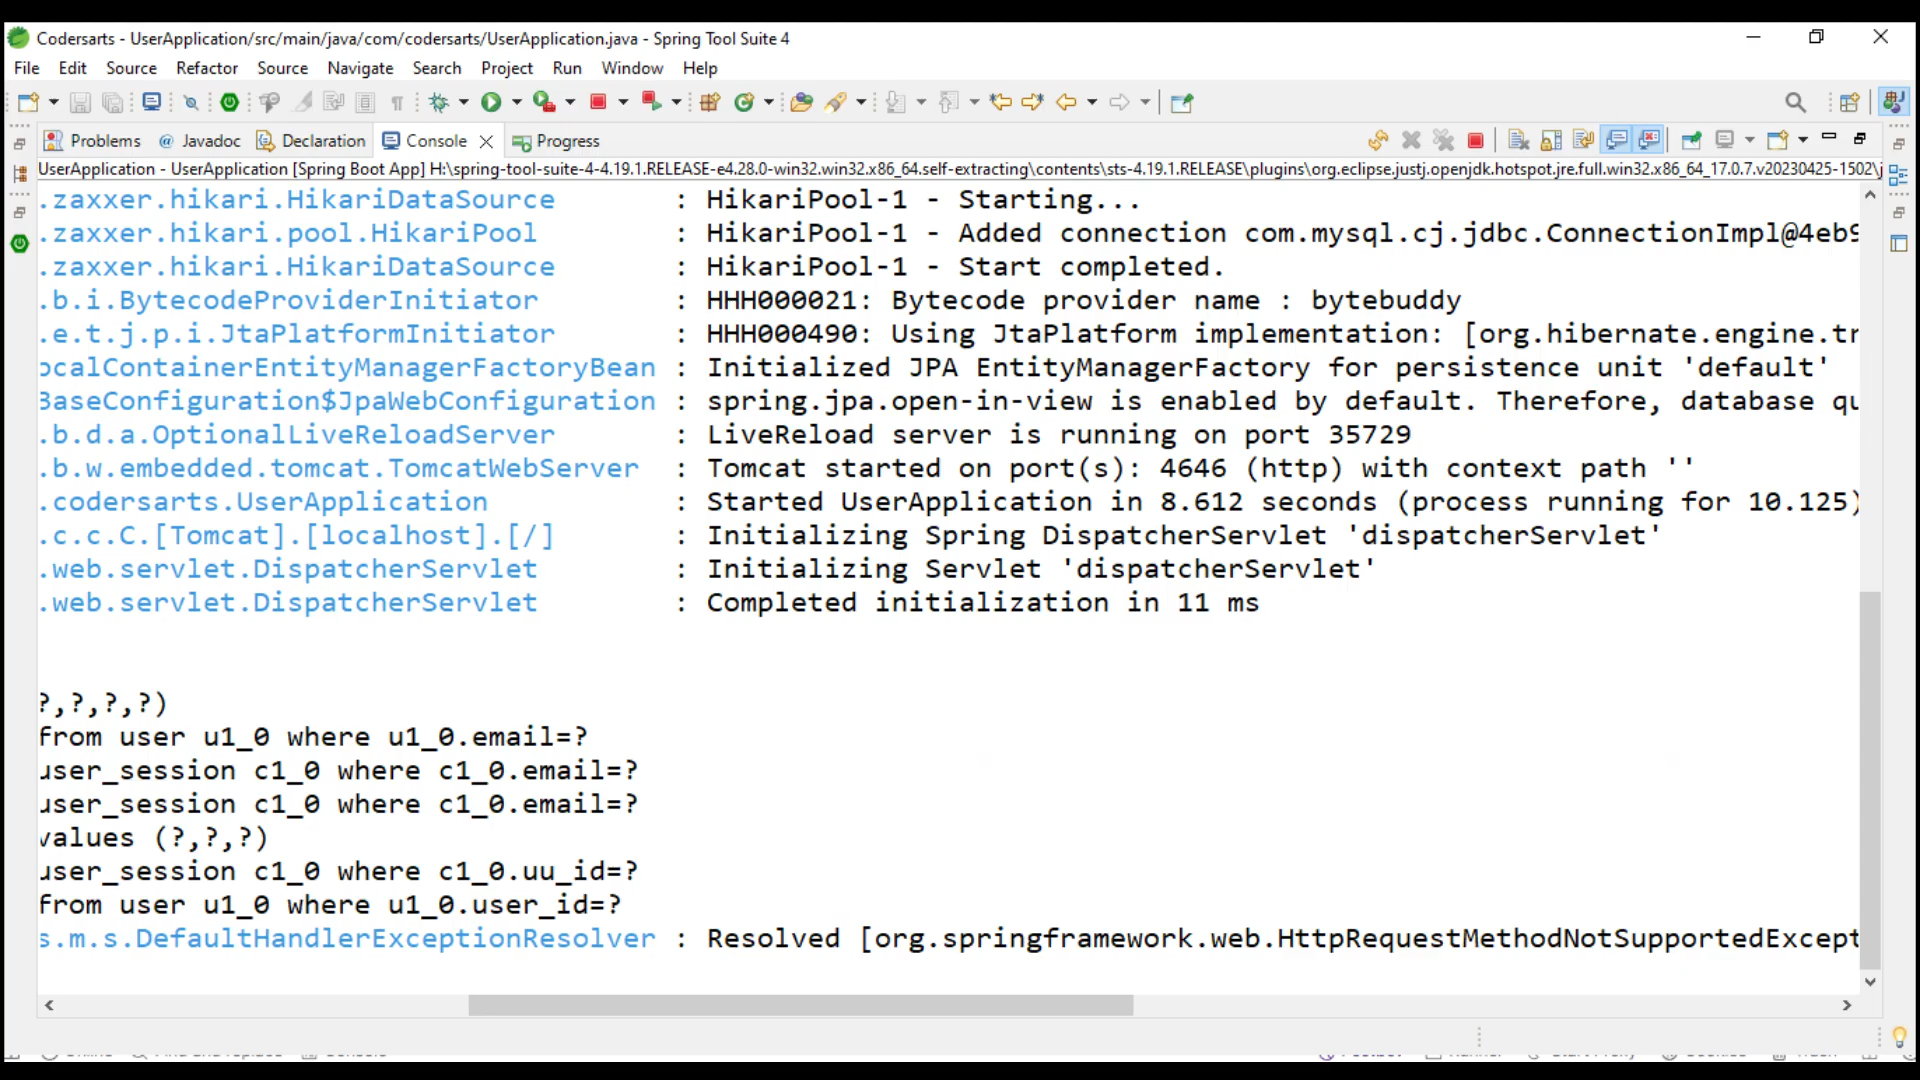 Codersarts - UserApplication/src/main/java/com/codersarts/UserApplication.java - Spring Tool Suite 4
File Edit Source Refactor Source Navigate Search Project Run Window Help
Problems @ Javadoc Declaration Console Progress
UserApplication - UserApplication [Spring Boot App] H:\spring-tool-suite-4-4.19.1.RELEASE-e4.28.0-win32.win32.x86_64.self-extracting\contents\sts-4.19.1.RELEASE\plugins\org.eclipse.justj.openjdk.hotspot.jre.full.win32.x86_64_17.0.7.v20230425-1502\j
.zaxxer.hikari.HikariDataSource : HikariPool-1 - Starting...
.zaxxer.hikari.pool.HikariPool : HikariPool-1 - Added connection com.mysql.cj.jdbc.ConnectionImpl@4eb9
.zaxxer.hikari.HikariDataSource : HikariPool-1 - Start completed.
.b.i.BytecodeProviderInitiator : HHH000021: Bytecode provider name : bytebuddy
.e.t.j.p.i.JtaPlatformInitiator : HHH000490: Using JtaPlatform implementation: [org.hibernate.engine.tr
ocalContainerEntityManagerFactoryBean : Initialized JPA EntityManagerFactory for persistence unit 'default'
BaseConfiguration$JpaWebConfiguration : spring.jpa.open-in-view is enabled by default. Therefore, database qu
.b.d.a.OptionalLiveReloadServer : LiveReload server is running on port 35729
.b.w.embedded.tomcat.TomcatWebServer : Tomcat started on port(s): 4646 (http) with context path ''
.codersarts.UserApplication : Started UserApplication in 8.612 seconds (process running for 10.125)
.c.c.C.[Tomcat].[localhost].[/] : Initializing Spring DispatcherServlet 'dispatcherServlet'
.web.servlet.DispatcherServlet : Initializing Servlet 'dispatcherServlet'
.web.servlet.DispatcherServlet : Completed initialization in 11 ms
?,?,?,?)
from user u1_0 where u1_0.email=?
user_session c1_0 where c1_0.email=?
user_session c1_0 where c1_0.email=?
values (?,?,?)
user_session c1_0 where c1_0.uu_id=?
from user u1_0 where u1_0.user_id=?
s.m.s.DefaultHandlerExceptionResolver : Resolved [org.springframework.web.HttpRequestMethodNotSupportedExcept